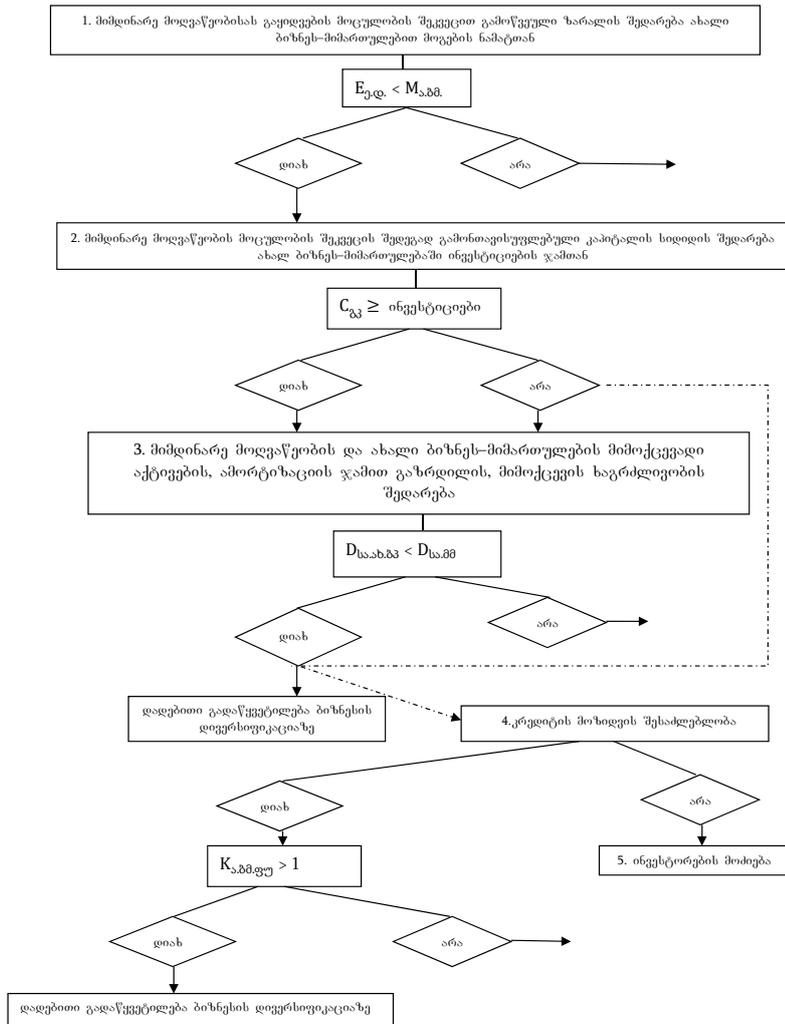 1. მიმდინარე მოღვაწეობისას გაყიდვების მოცულობის შეკვეცით გამოწვეული ზარალის შედარება ახალი
ბიზნეს–მიმართულებით მოგების ნამატთან
Eე.დ. < Mა.ბმ.
დიახ
არა
2. მიმდინარე მოღვაწეობის მოცულობის შეკვეცის შედეგად გამონთავისუფლებული კაპიტალის სიდიდის შედარება
ახალ ბიზნეს–მიმართულებაში ინვესტიციების ჯამთან
Cგკ ≥ ინვესტიციები
დიახ
არა
3. მიმდინარე მოღვაწეობის და ახალი ბიზნეს–მიმართულების მიმოქცევადი
აქტივების, ამორტიზაციის ჯამით გაზრდილის, მიმოქცევის ხაგრძლივობის
შედარება
Dსა.ახ.ბპ < Dსა.მმ
დიახ
არა
დადებითი გადაწყვეტილება ბიზნესის
დივერსიფიკაციაზე
4.კრედიტის მოზიდვის შესაძლებლობა
დიახ
არა
Kა.ბმ.ფუ > 1
5. ინვესტორების მოძიება
დიახ
არა
დადებითი გადაწყვეტილება ბიზნესის დივერსიფიკაციაზე